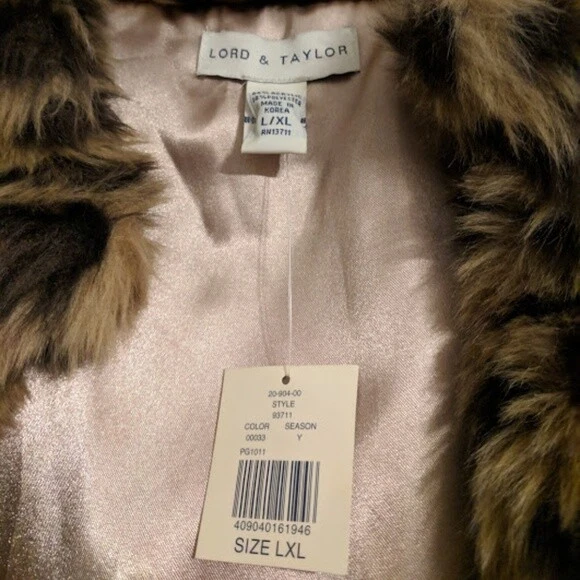 LORD & TAYLOR
MADE IN
KOREA
L/XL
RN13711
20-904-00
STYLE
93711
COLOR SEASON
00033 Y
PG1011
409040161946
SIZE LXL